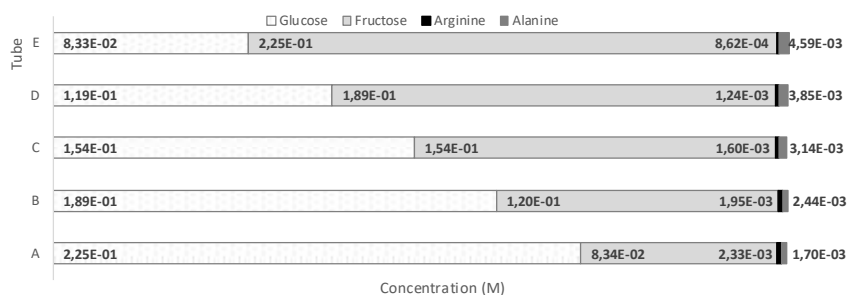 Glucose Fructose Arginine Alanine
Tube
E 8,33E-02 2,25E-01 8,62E-04 4,59E-03
D 1,19E-01 1,89E-01 1,24E-03 3,85E-03
C 1,54E-01 1,54E-01 1,60E-03 3,14E-03
B 1,89E-01 1,20E-01 1,95E-03 2,44E-03
A 2,25E-01 8,34E-02 2,33E-03 1,70E-03
Concentration (M)